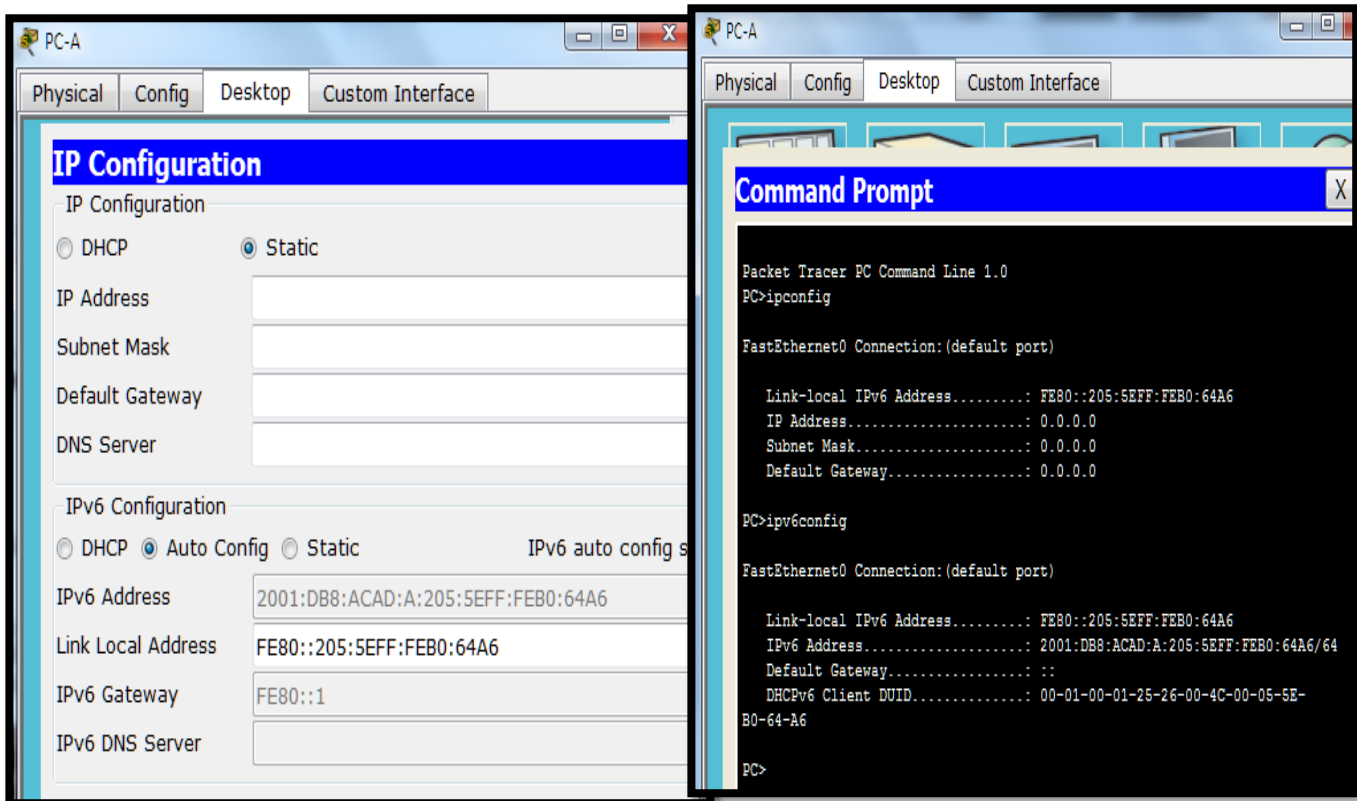 PC-A
X
Physical Config Desktop Custom Interface
IP Configuration
IP Configuration
DHCP Static
IP Address
Subnet Mask
Default Gateway
DNS Server
IPv6 Configuration
DHCP Auto Config Static IPv6 auto config s
IPv6 Address 2001:DB8:ACAD:A:205:5EFF:FEB0:64A6
Link Local Address FE80::205:5EFF:FEB0:64A6
IPv6 Gateway FE80::1
IPv6 DNS Server
PC-A
Physical Config Desktop Custom Interface
Command Prompt X
Packet Tracer PC Command Line 1.0
PC>ipconfig
FastEthernet0 Connection:(default port)
Link-local IPv6 Address.........: FE80::205:5EFF:FEB0:64A6
IP Address......................: 0.0.0.0
Subnet Mask.....................: 0.0.0.0
Default Gateway.................: 0.0.0.0
PC>ipv6config
FastEthernet0 Connection:(default port)
Link-local IPv6 Address.........: FE80::205:5EFF:FEB0:64A6
IPv6 Address....................: 2001:DB8:ACAD:A:205:5EFF:FEB0:64A6/64
Default Gateway.................: ::
DHCPv6 Client DUID..............: 00-01-00-01-25-26-00-4C-00-05-5E-
B0-64-A6
PC>